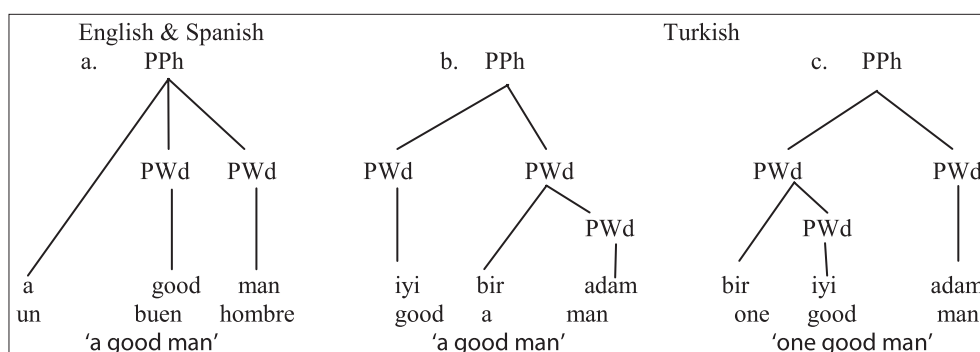 English & Spanish Turkish
a. PPh b. PPh c. PPh
PWd PWd PWd PWd PWd PWd
PWd PWd
a good man iyi bir adam bir iyi adam
un buen hombre good a man one good man
‘a good man’ ‘a good man’ ‘one good man’